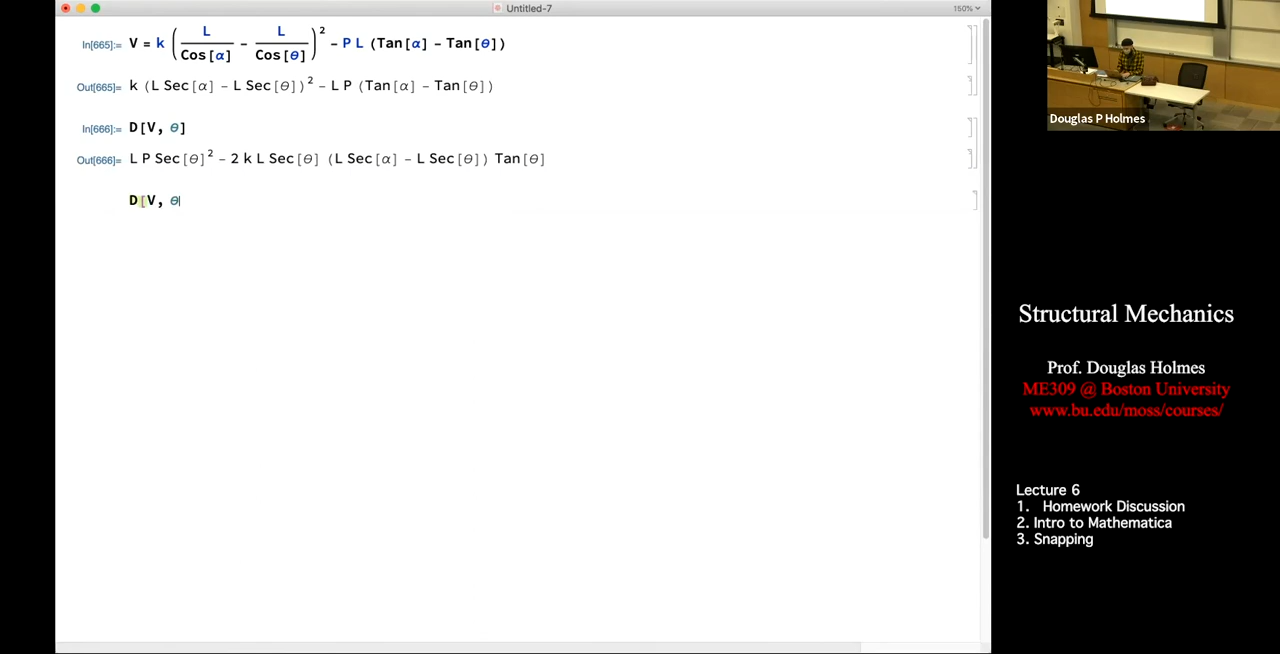 Untitled-7
150%
In[665]:= V = k (L/Cos[α] - L/Cos[θ])^2 - P L (Tan[α] - Tan[θ])
Out[665]= k (L Sec[α] - L Sec[θ])^2 - L P (Tan[α] - Tan[θ])
In[666]:= D[V, θ]
Out[666]= L P Sec[θ]^2 - 2 k L Sec[θ] (L Sec[α] - L Sec[θ]) Tan[θ]
D[V, θ
Douglas P Holmes
Structural Mechanics
Prof. Douglas Holmes
ME309 @ Boston University
www.bu.edu/moss/courses/
Lecture 6
1. Homework Discussion
2. Intro to Mathematica
3. Snapping